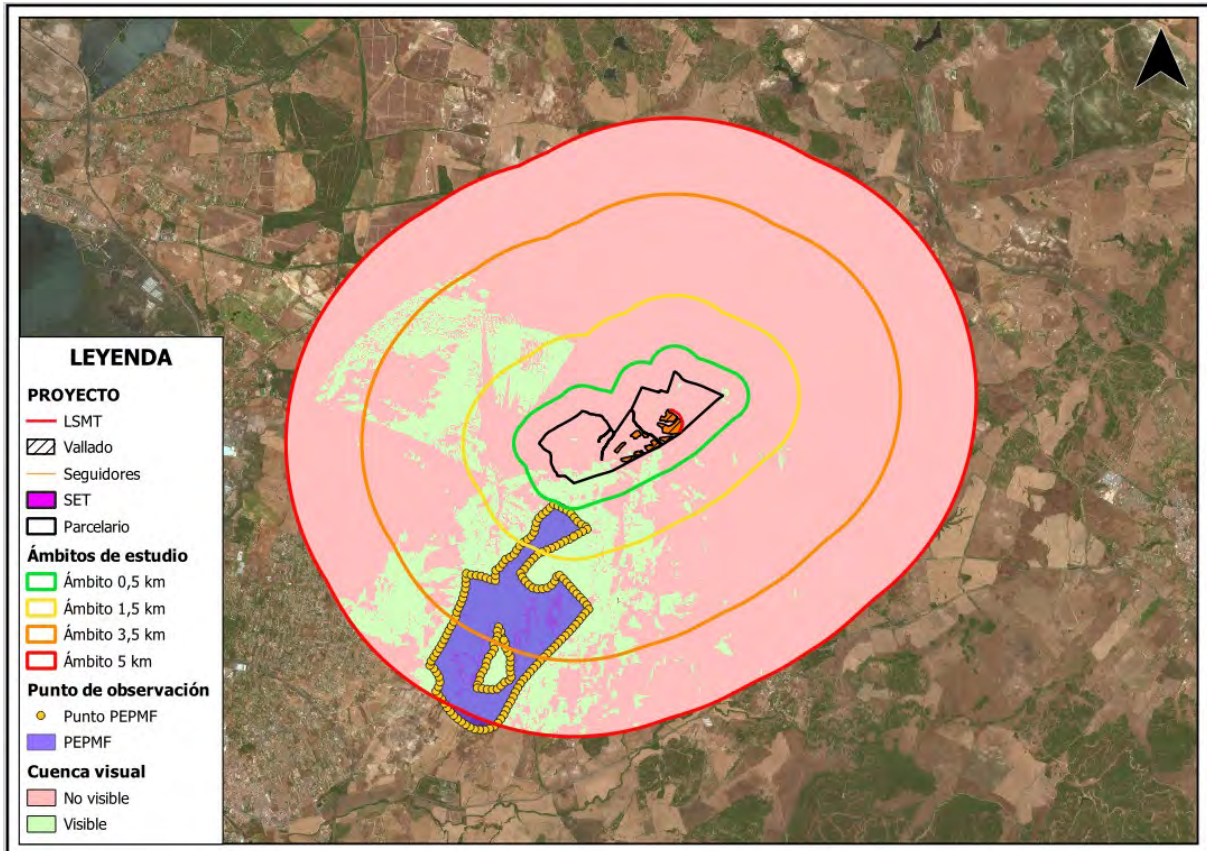 LEYENDA
PROYECTO
LSMT
Vallado
Seguidores
SET
Parcelario
Ámbitos de estudio
Ámbito 0,5 km
Ámbito 1,5 km
Ámbito 3,5 km
Ámbito 5 km
Punto de observación
Punto PEPMF
PEPMF
Cuenca visual
No visible
Visible